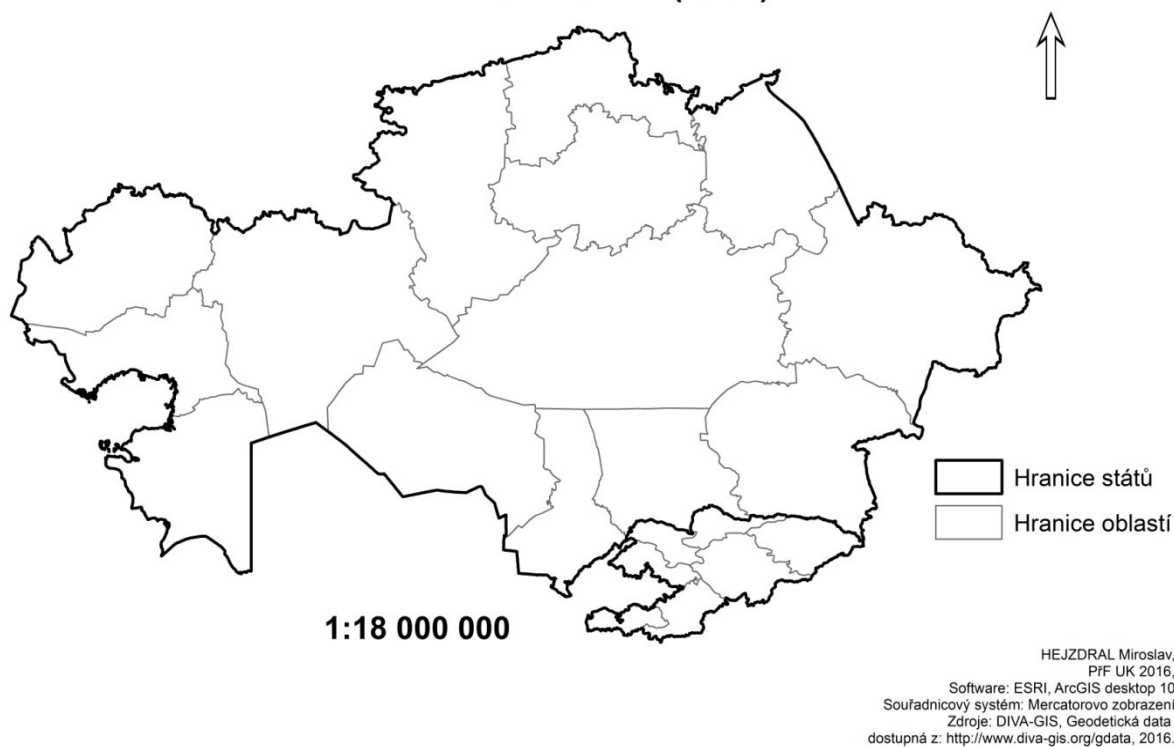 Hranice států
Hranice oblastí
1:18 000 000
HEJZDRAL Miroslav,
PřF UK 2016,
Software: ESRI, ArcGIS desktop 10
Souřadnicový systém: Mercatorovo zobrazení
Zdroje: DIVA-GIS, Geodetická data
dostupná z: http://www.diva-gis.org/gdata, 2016.